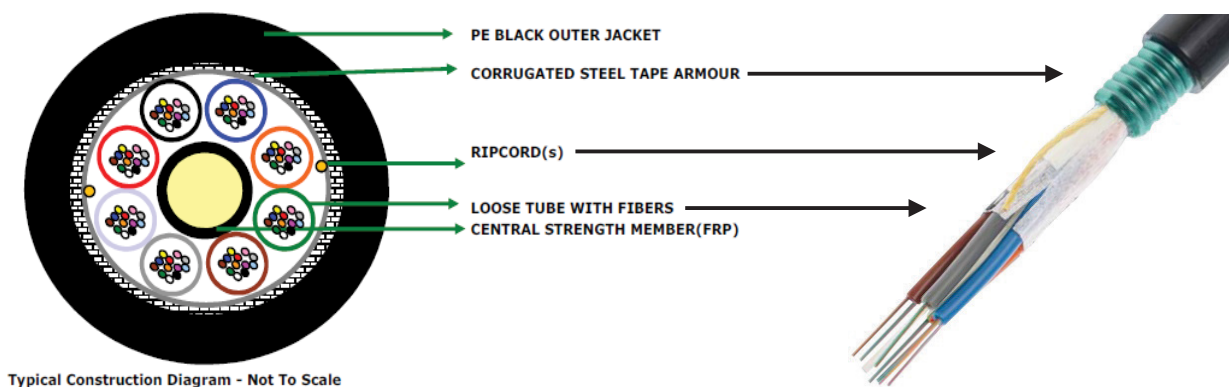 PE BLACK OUTER JACKET
CORRUGATED STEEL TAPE ARMOUR
RIPCORD(s)
LOOSE TUBE WITH FIBERS
CENTRAL STRENGTH MEMBER(FRP)
Typical Construction Diagram - Not To Scale